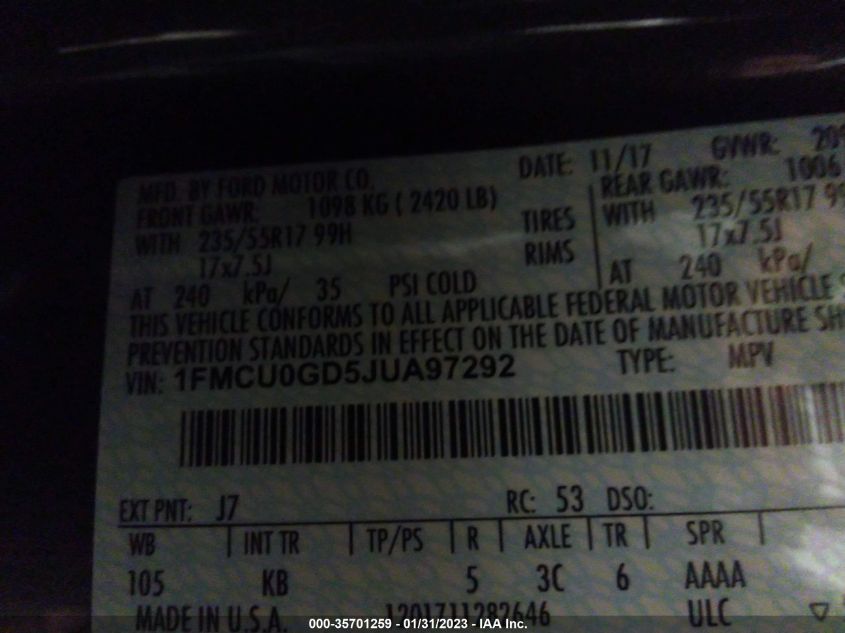 MFD. BY FORD MOTOR CO. DATE: 11/17 GVWR:
FRONT GAWR: 1098 KG ( 2420 LB) REAR GAWR: 1006
WITH 235/55R17 99H TIRES WITH 235/55R17 99
17x7.5J RIMS 17x7.5J
AT 240 kPa/ 35 PSI COLD AT 240 kPa/
THIS VEHICLE CONFORMS TO ALL APPLICABLE FEDERAL MOTOR VEHICLE
PREVENTION STANDARDS IN EFFECT ON THE DATE OF MANUFACTURE SH
VIN: 1FMCU0GD5JUA97292 TYPE: MPV
EXT PNT: J7 RC: 53 DSO:
WB INT TR TP/PS R AXLE TR SPR
105 KB 5 3C 6 AAAA
MADE IN U.S.A. 1201711282646 ULC
000-35701259 - 01/31/2023 - IAA Inc.